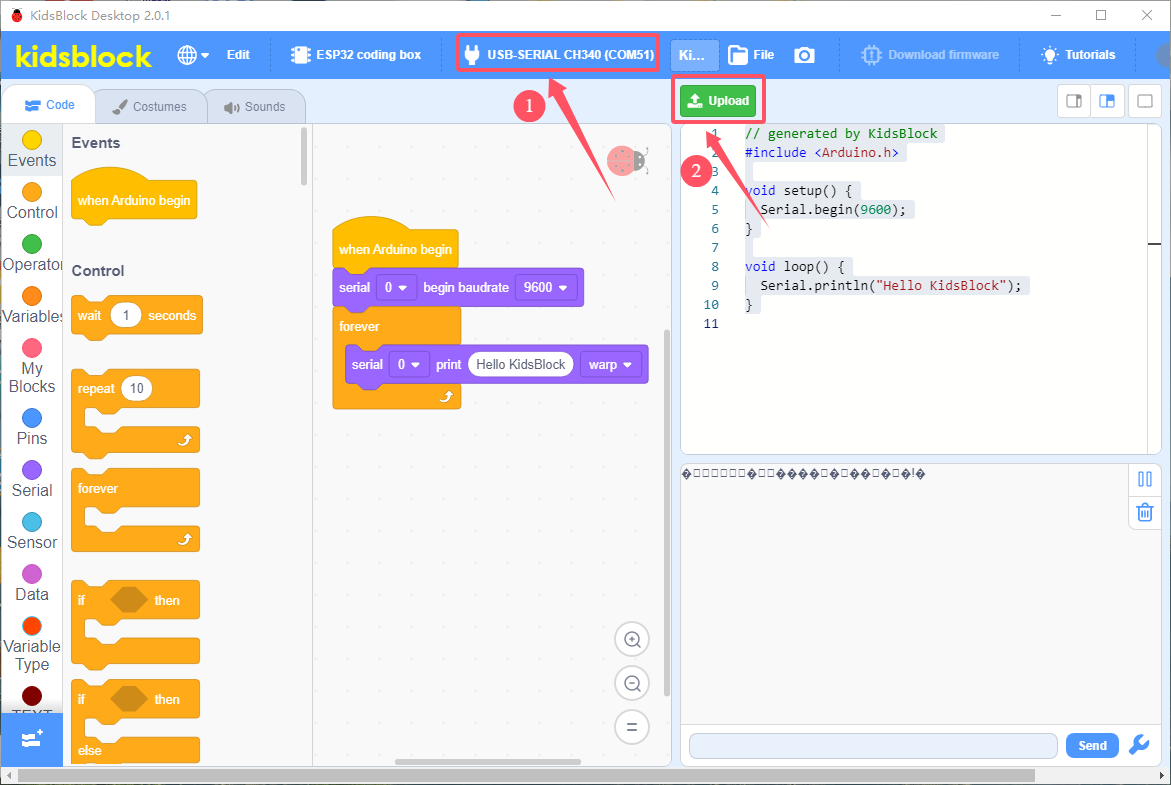 KidsBlock Desktop 2.0.1
kidsblock
Edit
ESP32 coding box
USB-SERIAL CH340 (COM51)
Ki...
File
Download firmware
Tutorials
Code
Costumes
Sounds
1
Upload
2
Events
Control
Operator
Variables
My
Blocks
Pins
Serial
Sensor
Data
Variable
Type
TEXT
Events
when Arduino begin
Control
wait 1 seconds
repeat 10
forever
if then
if then
else
when Arduino begin
serial 0 begin baudrate 9600
forever
serial 0 print Hello KidsBlock warp
=
1 // generated by KidsBlock
2 #include <Arduino.h>
3
4 void setup() {
5 Serial.begin(9600);
6 }
7
8 void loop() {
9 Serial.println("Hello KidsBlock");
10 }
11
Send